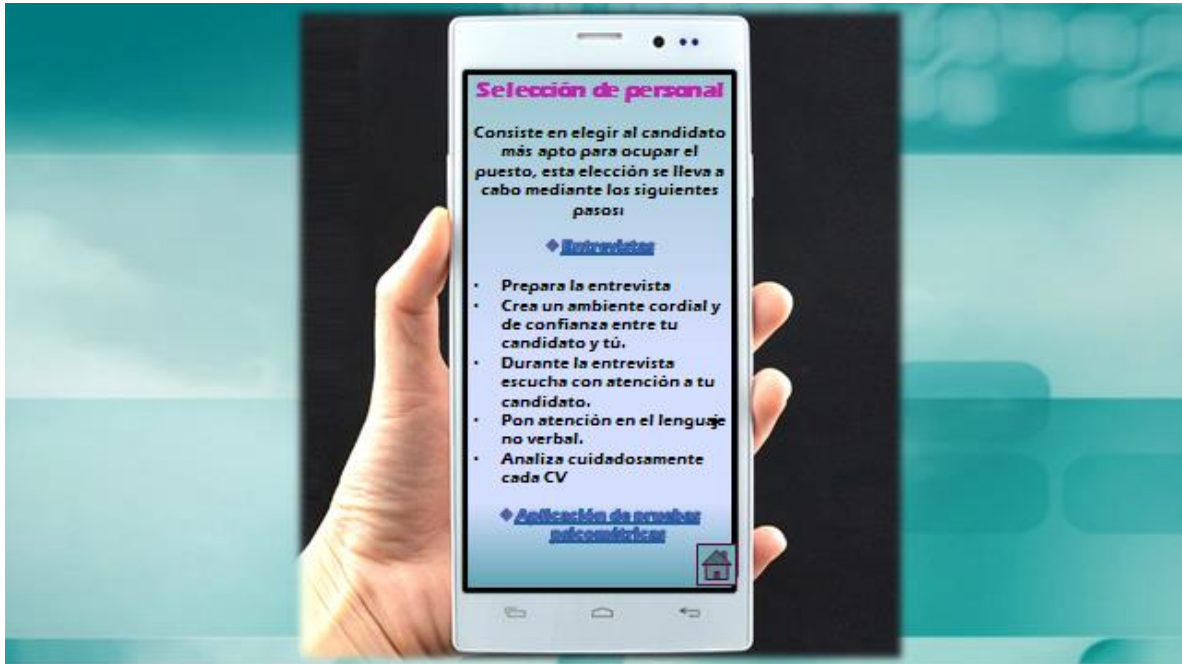 Selección de personal
Consiste en elegir al candidato
más apto para ocupar el
puesto, esta elección se lleva a
cabo mediante los siguientes
pasos:
❖ Entrevistas
• Prepara la entrevista
• Crea un ambiente cordial y
de confianza entre tu
candidato y tú.
• Durante la entrevista
escucha con atención a tu
candidato.
• Pon atención en el lenguaje
no verbal.
• Analiza cuidadosamente
cada CV
❖ Aplicación de pruebas
psicométricas